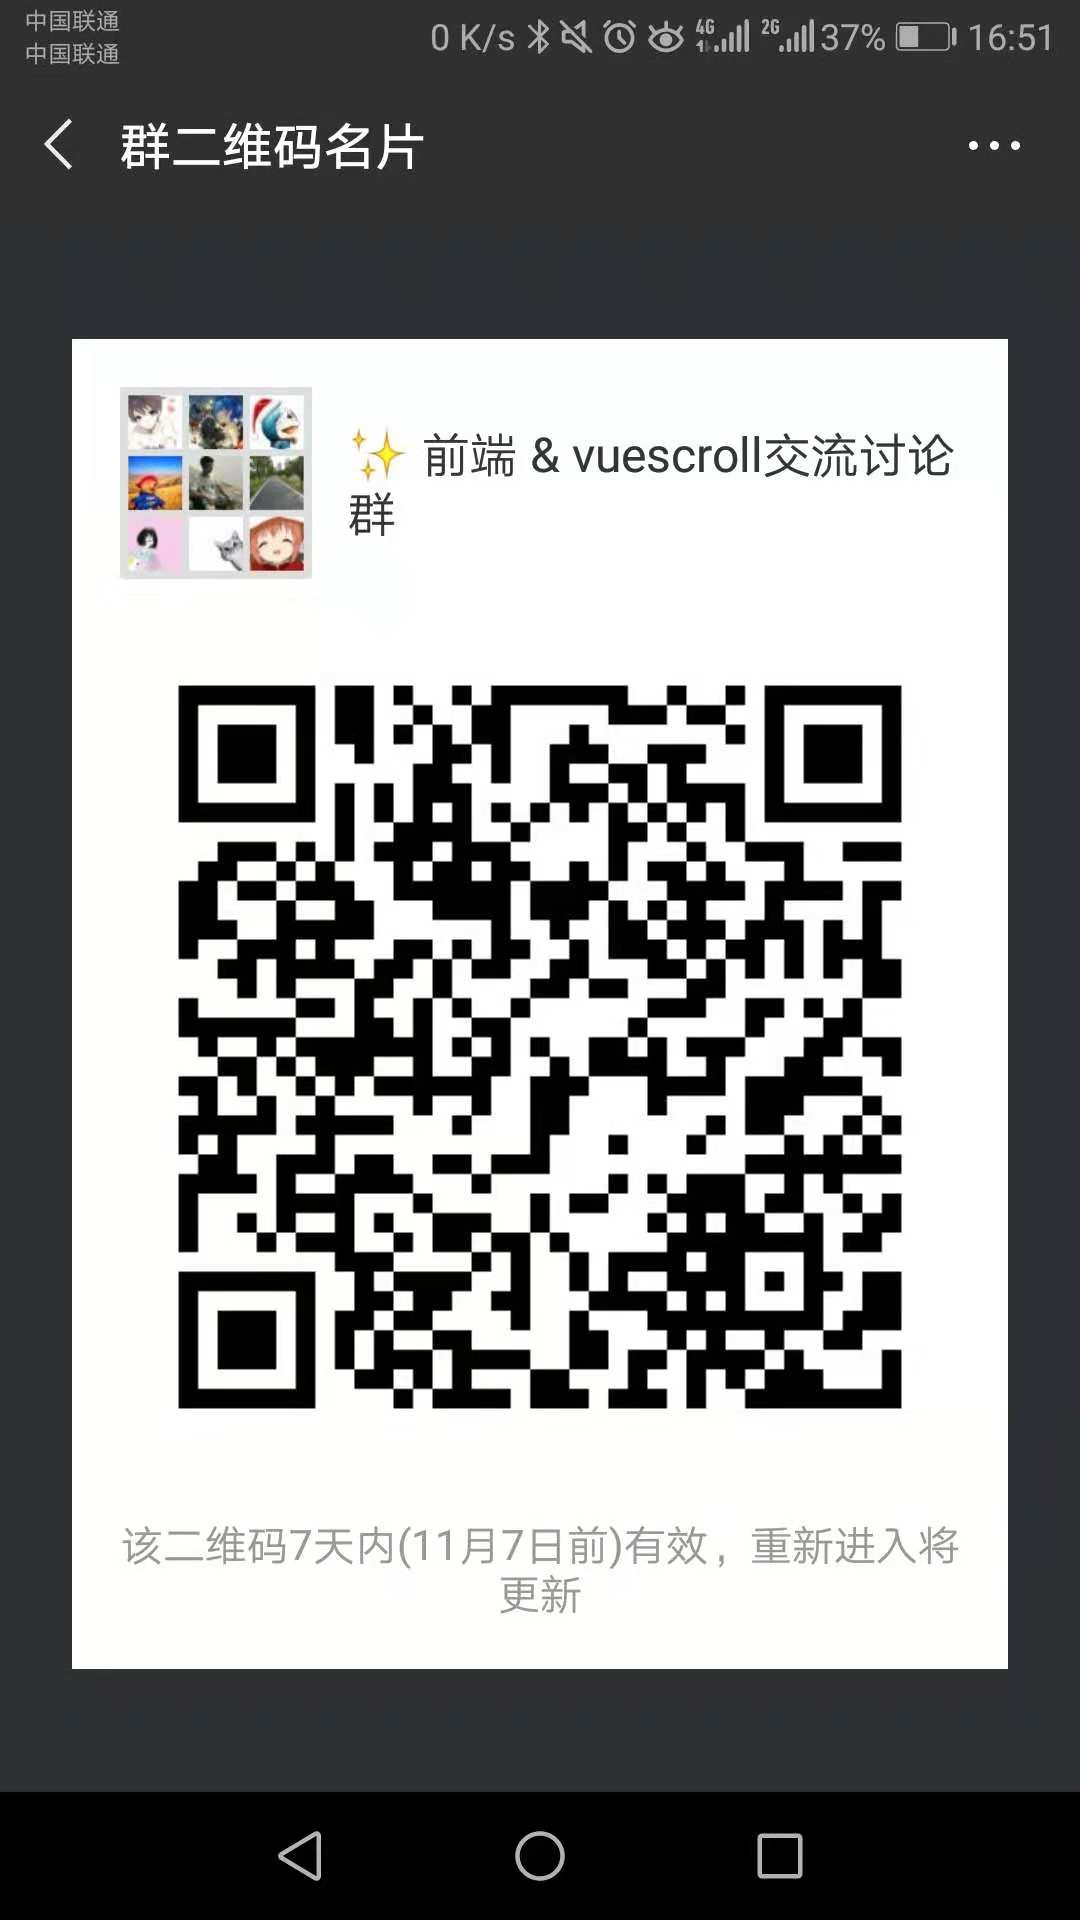 中国联通
中国联通
0 K/s 4G 2G 37% 16:51
群二维码名片
✨ 前端 & vuescroll交流讨论
群
该二维码7天内(11月7日前)有效，重新进入将
更新